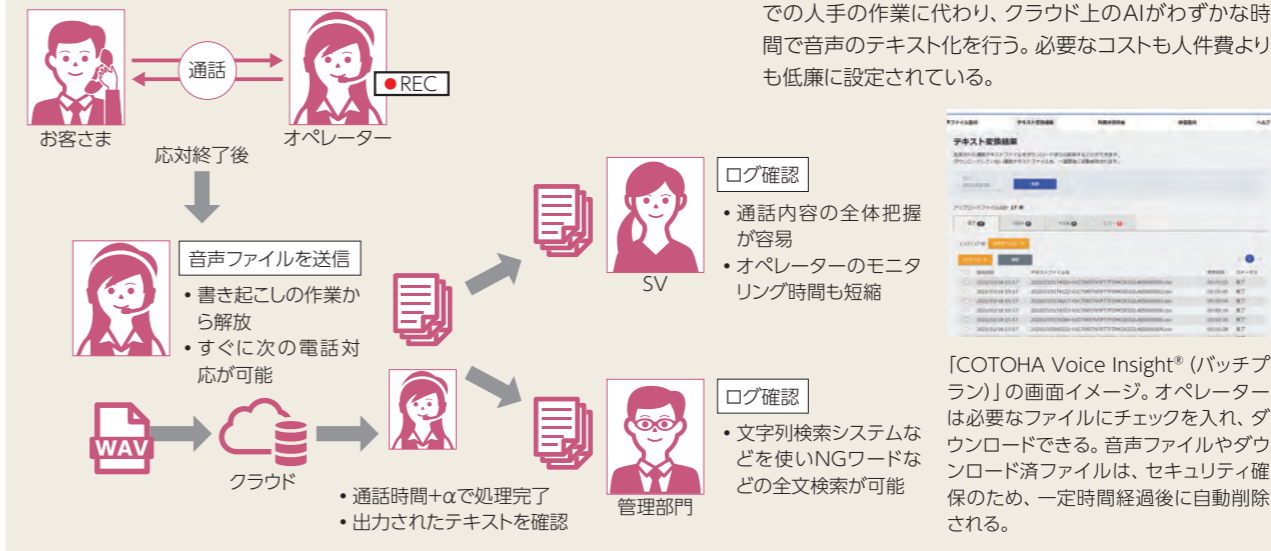 での人手の作業に代わり、クラウド上のAIがわずかな時
間で音声のテキスト化を行う。必要なコストも人件費より
も低廉に設定されている。
通話
●REC
お客さま
オペレーター
応対終了後
音声ファイルを送信
• 書き起こしの作業か
ら解放
• すぐに次の電話対
応が可能
WAV
クラウド
• 通話時間+αで処理完了
• 出力されたテキストを確認
SV
ログ確認
• 通話内容の全体把握
が容易
• オペレーターのモニタ
リング時間も短縮
管理部門
ログ確認
• 文字列検索システムな
どを使いNGワードな
どの全文検索が可能
テキスト変換結果
「COTOHA Voice Insight® (バッチプ
ラン)」の画面イメージ。オペレーター
は必要なファイルにチェックを入れ、ダ
ウンロードできる。音声ファイルやダウ
ンロード済ファイルは、セキュリティ確
保のため、一定時間経過後に自動削除
される。